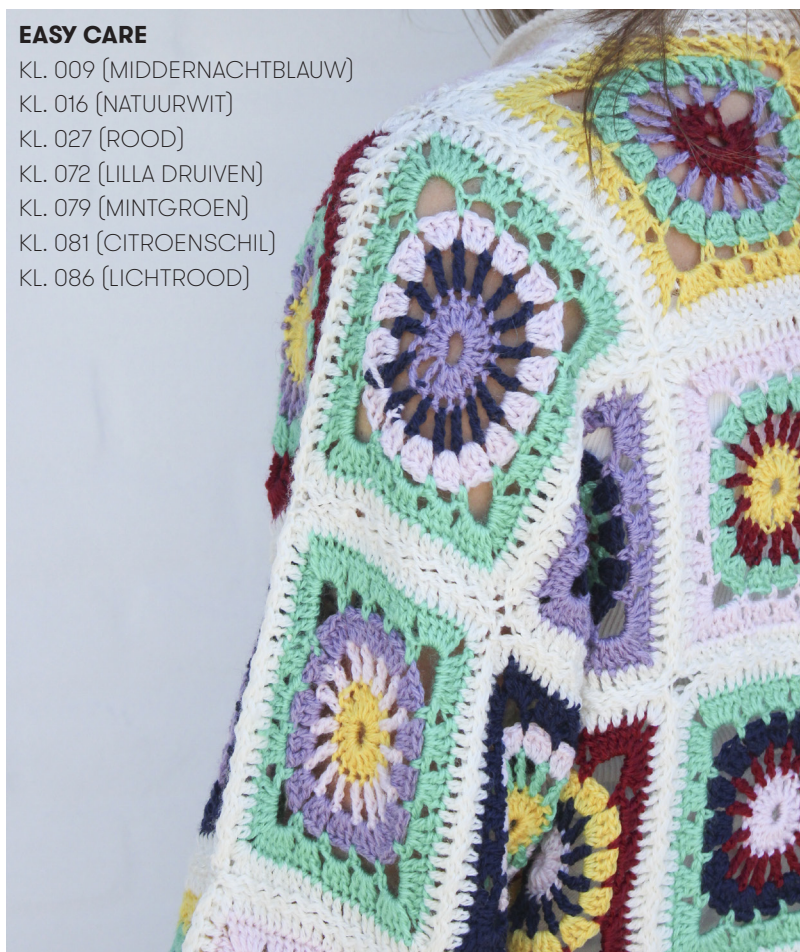 EASY CARE
KL. 009 (MIDDERNACHTBLAUW)
KL. 016 (NATUURWIT)
KL. 027 (ROOD)
KL. 072 (LILLA DRUIVEN)
KL. 079 (MINTGROEN)
KL. 081 (CITROENSCHIL)
KL. 086 (LICHTROOD)